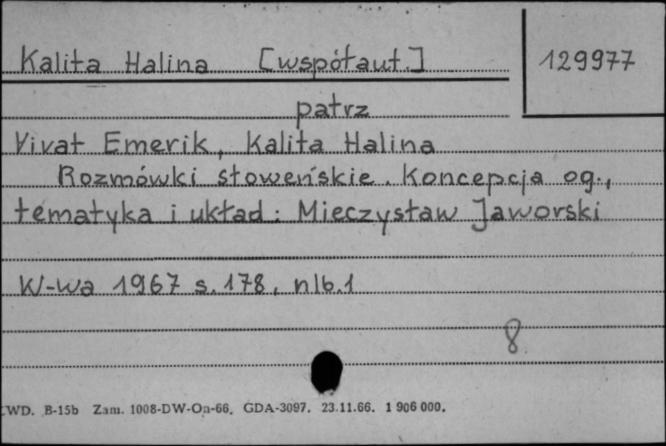 Kalita Halina [współaut.] 129977
patrz
Vivat Emerik, Kalita Halina
Rozmówki słoweńskie. Koncepcja og.,
tematyka i układ: Mieczysław Jaworski
W-wa 1967 s. 178, nlb. 1
8
LWD. B-15b Zam. 1008-DW-Op-66. GDA-3097. 23.11.66. 1 906 000.